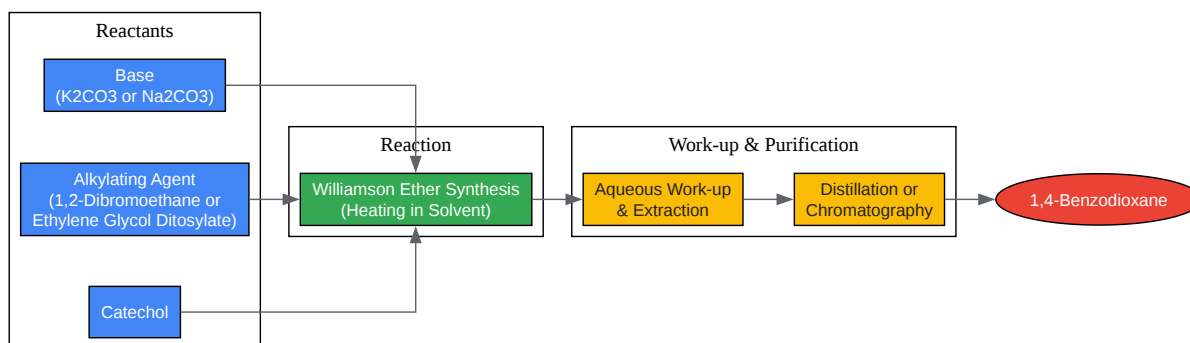 Reactants
Base
(K2CO3 or Na2CO3)
Alkylating Agent
(1,2-Dibromoethane or
Ethylene Glycol Ditosylate)
Catechol
Reaction
Williamson Ether Synthesis
(Heating in Solvent)
Work-up & Purification
Aqueous Work-up
& Extraction
Distillation or
Chromatography
1,4-Benzodioxane